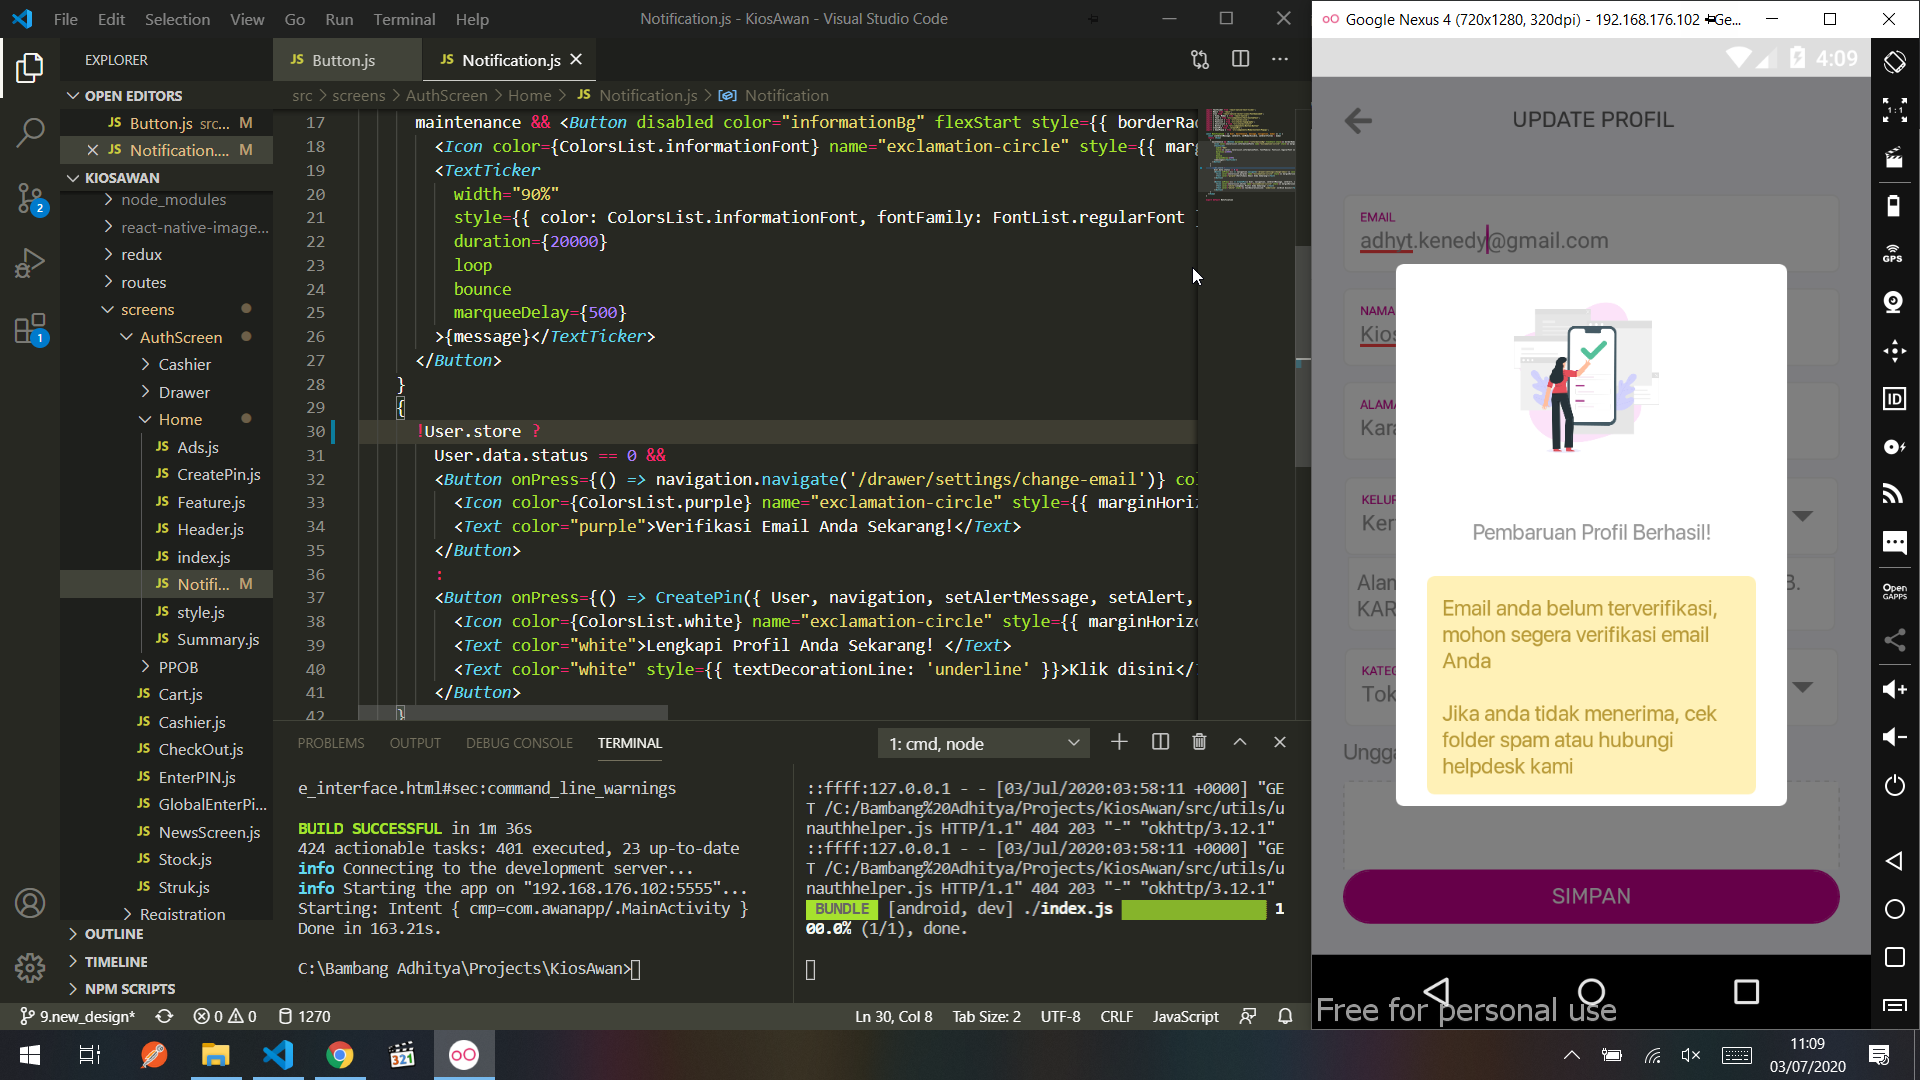 File Edit Selection View Go Run Terminal Help
Notification.js - KiosAwan - Visual Studio Code
EXPLORER
OPEN EDITORS
JS Button.js src... M
JS Notification.... M
KIOSAWAN
node_modules
react-native-image...
redux
routes
screens
AuthScreen
Cashier
Drawer
Home
JS Ads.js
JS CreatePin.js
JS Feature.js
JS Header.js
JS index.js
JS Notifi... M
JS style.js
JS Summary.js
PPOB
JS Cart.js
JS Cashier.js
JS CheckOut.js
JS EnterPIN.js
JS GlobalEnterPi...
JS NewsScreen.js
JS Stock.js
JS Struk.js
Registration
OUTLINE
TIMELINE
NPM SCRIPTS
2
1
JS Button.js
JS Notification.js
src > screens > AuthScreen > Home > JS Notification.js > Notification
17 maintenance && <Button disabled color="informationBg" flexStart style={{ borderRa
18 <Icon color={ColorsList.informationFont} name="exclamation-circle" style={{ mar
19 <TextTicker
20 width="90%"
21 style={{ color: ColorsList.informationFont, fontFamily: FontList.regularFont
22 duration={20000}
23 loop
24 bounce
25 marqueeDelay={500}
26 >{message}</TextTicker>
27 </Button>
28 }
29 {
30 !User.store ?
31 User.data.status == 0 &&
32 <Button onPress={() => navigation.navigate('/drawer/settings/change-email')} co
33 <Icon color={ColorsList.purple} name="exclamation-circle" style={{ marginHoriz
34 <Text color="purple">Verifikasi Email Anda Sekarang!</Text>
35 </Button>
36 :
37 <Button onPress={() => CreatePin({ User, navigation, setAlertMessage, setAlert,
38 <Icon color={ColorsList.white} name="exclamation-circle" style={{ marginHoriz
39 <Text color="white">Lengkapi Profil Anda Sekarang! </Text>
40 <Text color="white" style={{ textDecorationLine: 'underline' }}>Klik disini</
41 </Button>
42 }
PROBLEMS OUTPUT DEBUG CONSOLE TERMINAL
1: cmd, node
e_interface.html#sec:command_line_warnings
BUILD SUCCESSFUL in 1m 36s
424 actionable tasks: 401 executed, 23 up-to-date
info Connecting to the development server...
info Starting the app on "192.168.176.102:5555"...
Starting: Intent { cmp=com.awanapp/.MainActivity }
Done in 163.21s.
C:\Bambang Adhitya\Projects\KiosAwan>
::ffff:127.0.0.1 - - [03/Jul/2020:03:58:11 +0000] "GE
T /C:/Bambang%20Adhitya/Projects/KiosAwan/src/utils/u
nauthhelper.js HTTP/1.1" 404 203 "-" "okhttp/3.12.1"
::ffff:127.0.0.1 - - [03/Jul/2020:03:58:11 +0000] "GE
T /C:/Bambang%20Adhitya/Projects/KiosAwan/src/utils/u
nauthhelper.js HTTP/1.1" 404 203 "-" "okhttp/3.12.1"
BUNDLE [android, dev] ./index.js 1
00.0% (1/1), done.
9.new_design* 0 0 1270
Ln 30, Col 8 Tab Size: 2 UTF-8 CRLF JavaScript
Google Nexus 4 (720x1280, 320dpi) - 192.168.176.102 - Ge...
4:09
UPDATE PROFIL
EMAIL
adhyt.kenedy@gmail.com
NAMA
Kios
ALAMA
Kara
KELUR
Ker
Alan
KAR
B.
KATEG
Tok
Ungga
Pembaruan Profil Berhasil!
Email anda belum terverifikasi,
mohon segera verifikasi email
Anda
Jika anda tidak menerima, cek
folder spam atau hubungi
helpdesk kami
SIMPAN
Free for personal use
1:1
GPS
ID
OPEN
GAPPS
321
11:09
03/07/2020